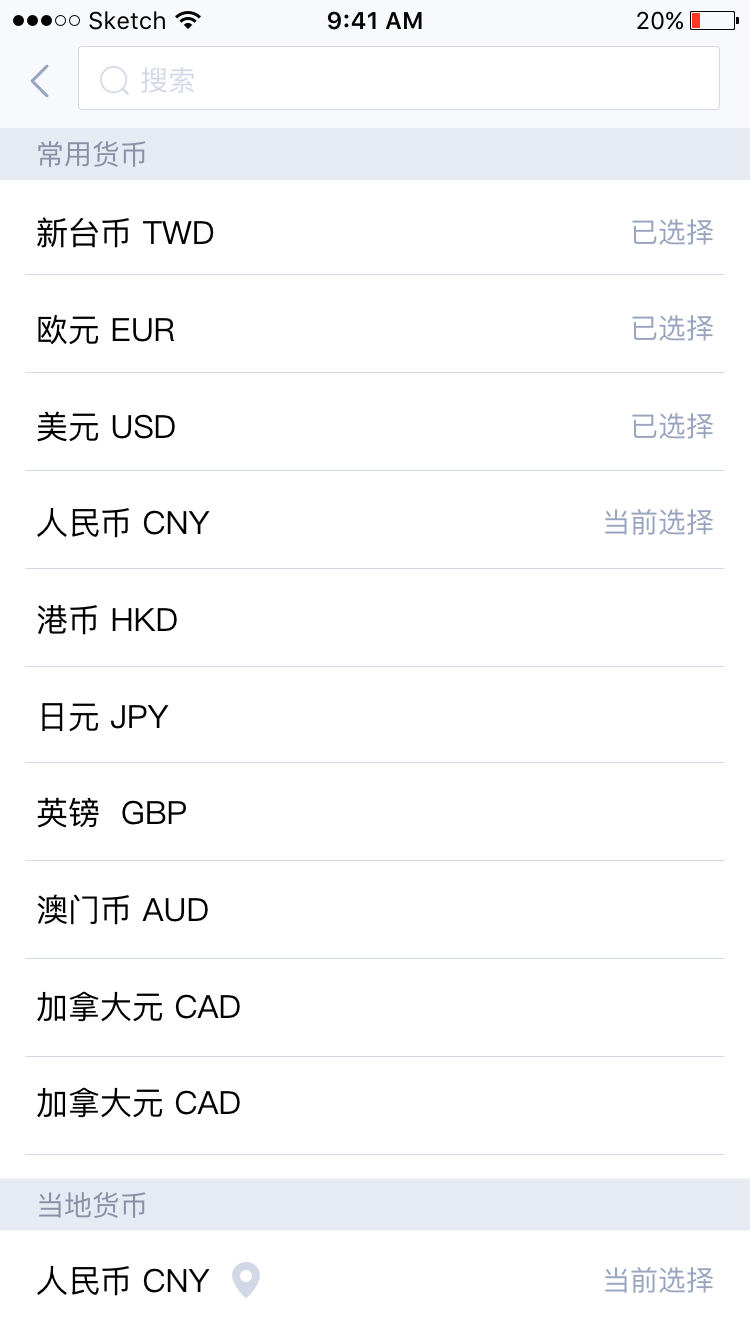 Sketch 9:41 AM 20%
搜索
常用货币
新台币 TWD 已选择
欧元 EUR 已选择
美元 USD 已选择
人民币 CNY 当前选择
港币 HKD
日元 JPY
英镑 GBP
澳门币 AUD
加拿大元 CAD
加拿大元 CAD
当地货币
人民币 CNY 当前选择